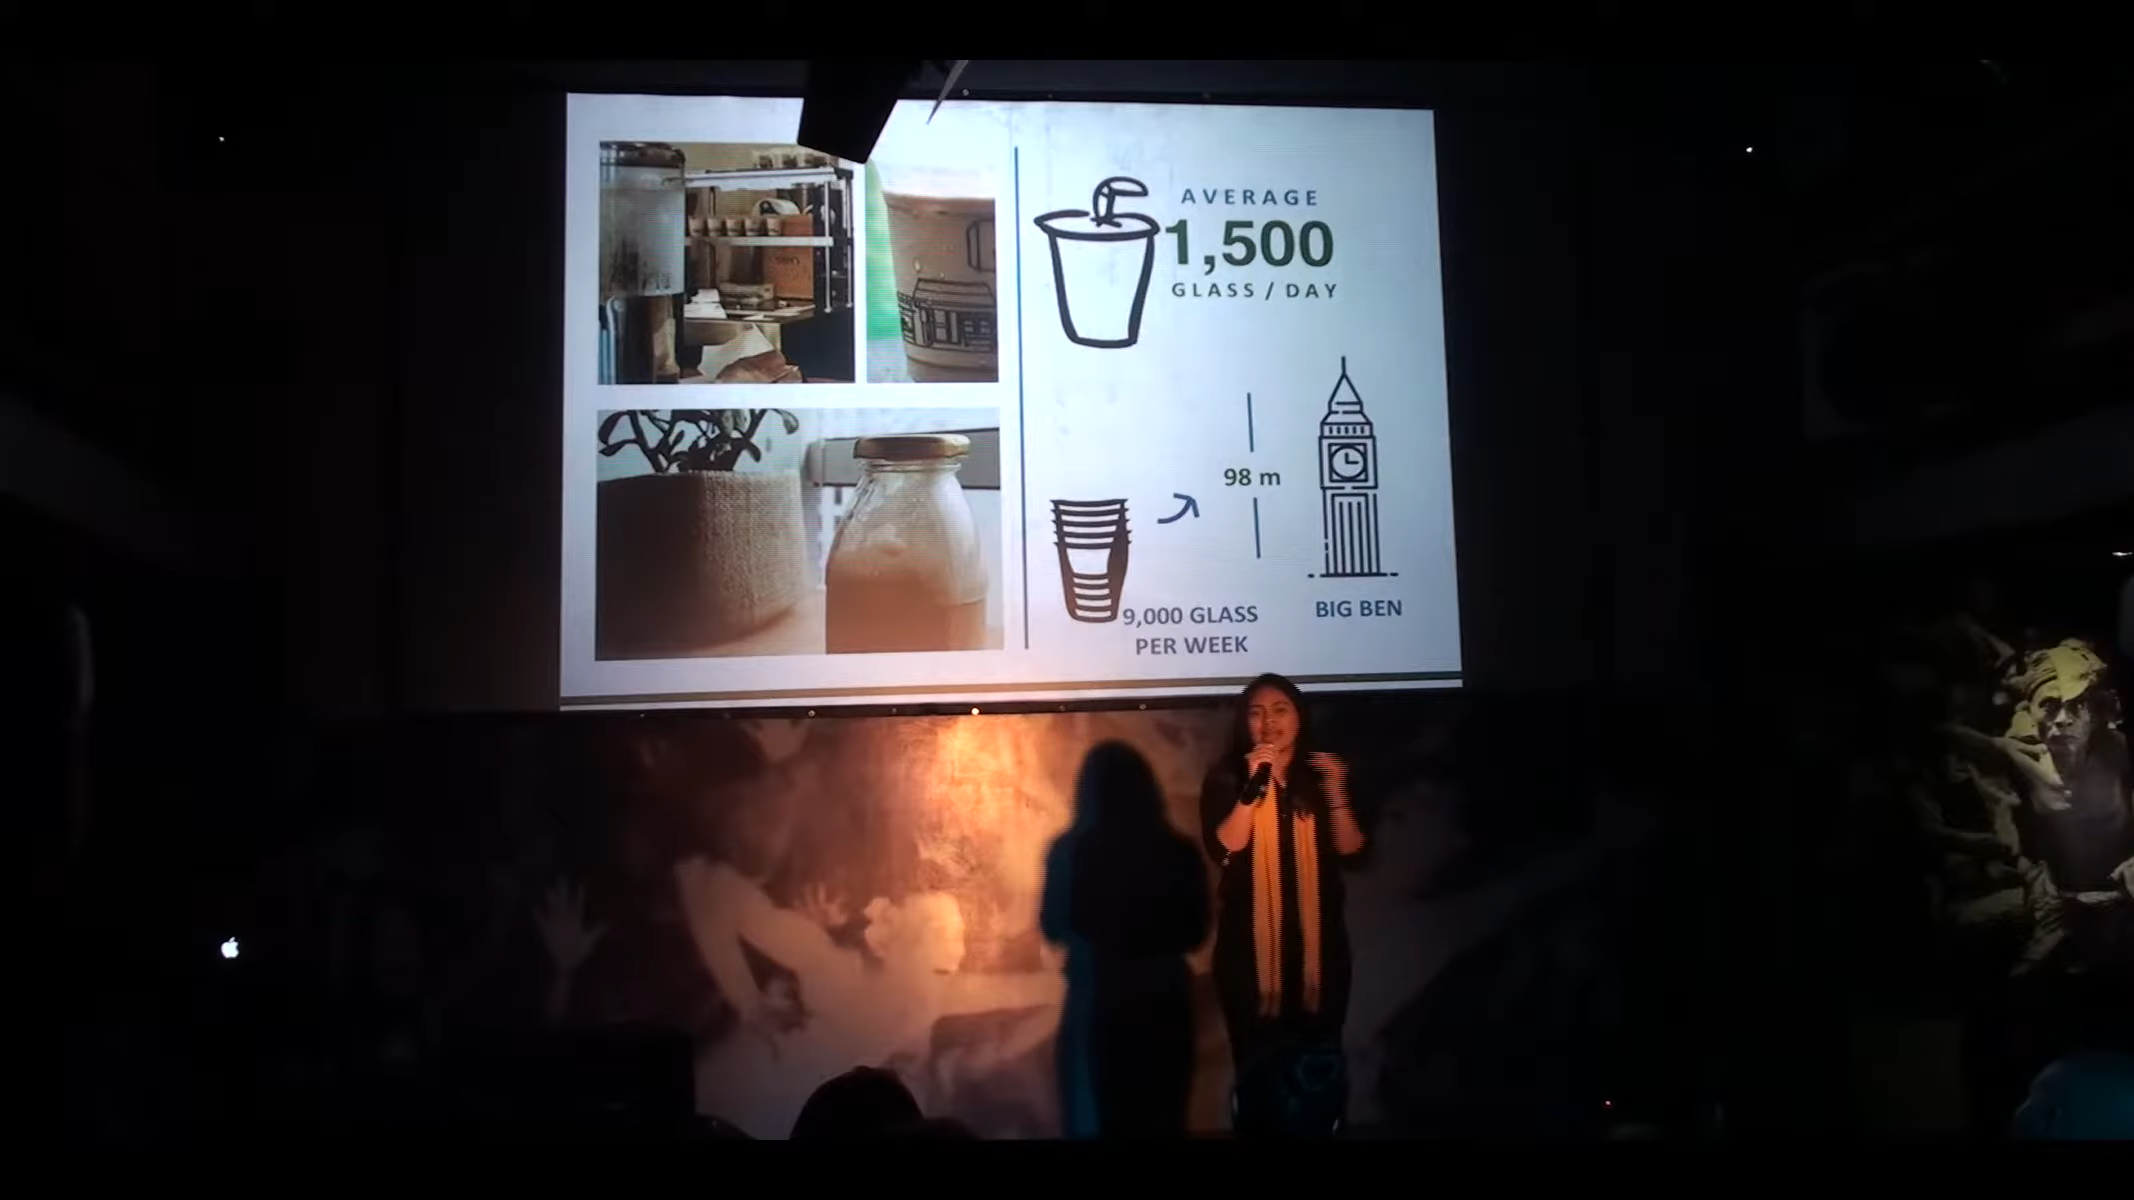 AVERAGE
1,500
GLASS / DAY
98 m
9,000 GLASS
PER WEEK
BIG BEN